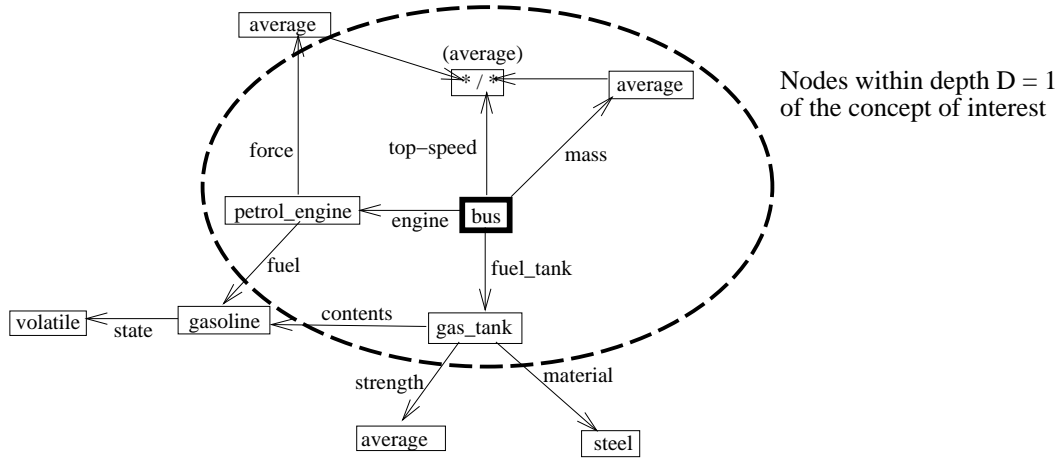 average
(average)
* / *
average
Nodes within depth D = 1
of the concept of interest
force
top-speed
mass
petrol_engine
engine
bus
fuel
fuel_tank
volatile
state
gasoline
contents
gas_tank
strength
material
average
steel